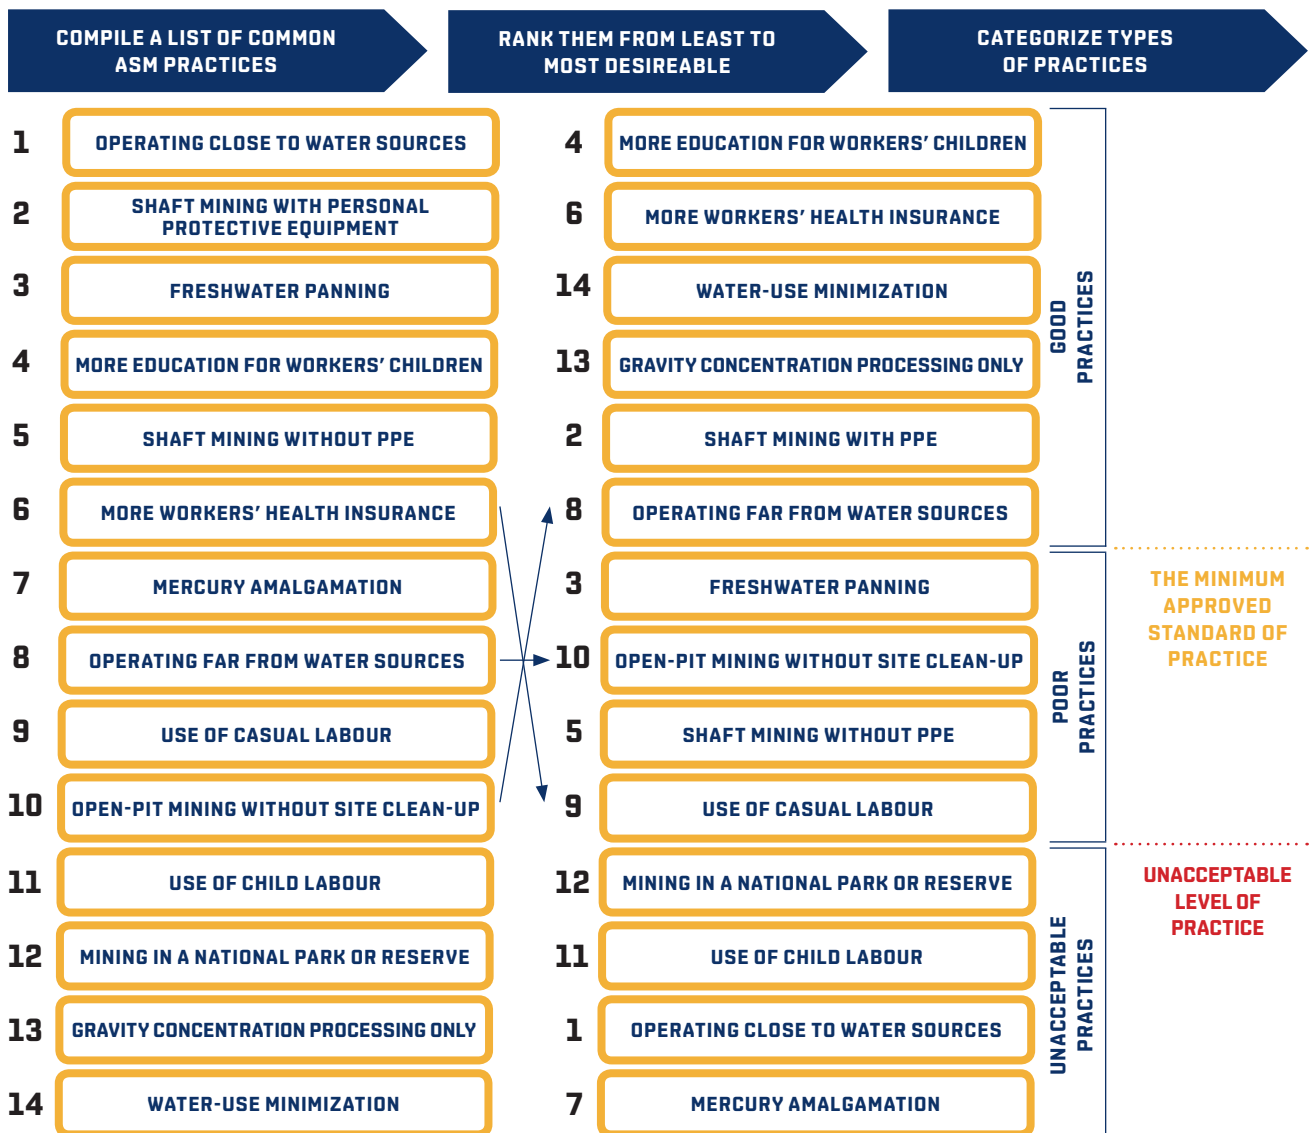 COMPILE A LIST OF COMMON
ASM PRACTICES
RANK THEM FROM LEAST TO
MOST DESIREABLE
CATEGORIZE TYPES
OF PRACTICES
1
OPERATING CLOSE TO WATER SOURCES
2
SHAFT MINING WITH PERSONAL
PROTECTIVE EQUIPMENT
3
FRESHWATER PANNING
4
MORE EDUCATION FOR WORKERS' CHILDREN
5
SHAFT MINING WITHOUT PPE
6
MORE WORKERS' HEALTH INSURANCE
7
MERCURY AMALGAMATION
8
OPERATING FAR FROM WATER SOURCES
9
USE OF CASUAL LABOUR
10
OPEN-PIT MINING WITHOUT SITE CLEAN-UP
11
USE OF CHILD LABOUR
12
MINING IN A NATIONAL PARK OR RESERVE
13
GRAVITY CONCENTRATION PROCESSING ONLY
14
WATER-USE MINIMIZATION
4
MORE EDUCATION FOR WORKERS' CHILDREN
6
MORE WORKERS' HEALTH INSURANCE
14
WATER-USE MINIMIZATION
13
GRAVITY CONCENTRATION PROCESSING ONLY
2
SHAFT MINING WITH PPE
8
OPERATING FAR FROM WATER SOURCES
3
FRESHWATER PANNING
10
OPEN-PIT MINING WITHOUT SITE CLEAN-UP
5
SHAFT MINING WITHOUT PPE
9
USE OF CASUAL LABOUR
12
MINING IN A NATIONAL PARK OR RESERVE
11
USE OF CHILD LABOUR
1
OPERATING CLOSE TO WATER SOURCES
7
MERCURY AMALGAMATION
GOOD
PRACTICES
POOR
PRACTICES
UNACCEPTABLE
PRACTICES
THE MINIMUM
APPROVED
STANDARD OF
PRACTICE
UNACCEPTABLE
LEVEL OF
PRACTICE